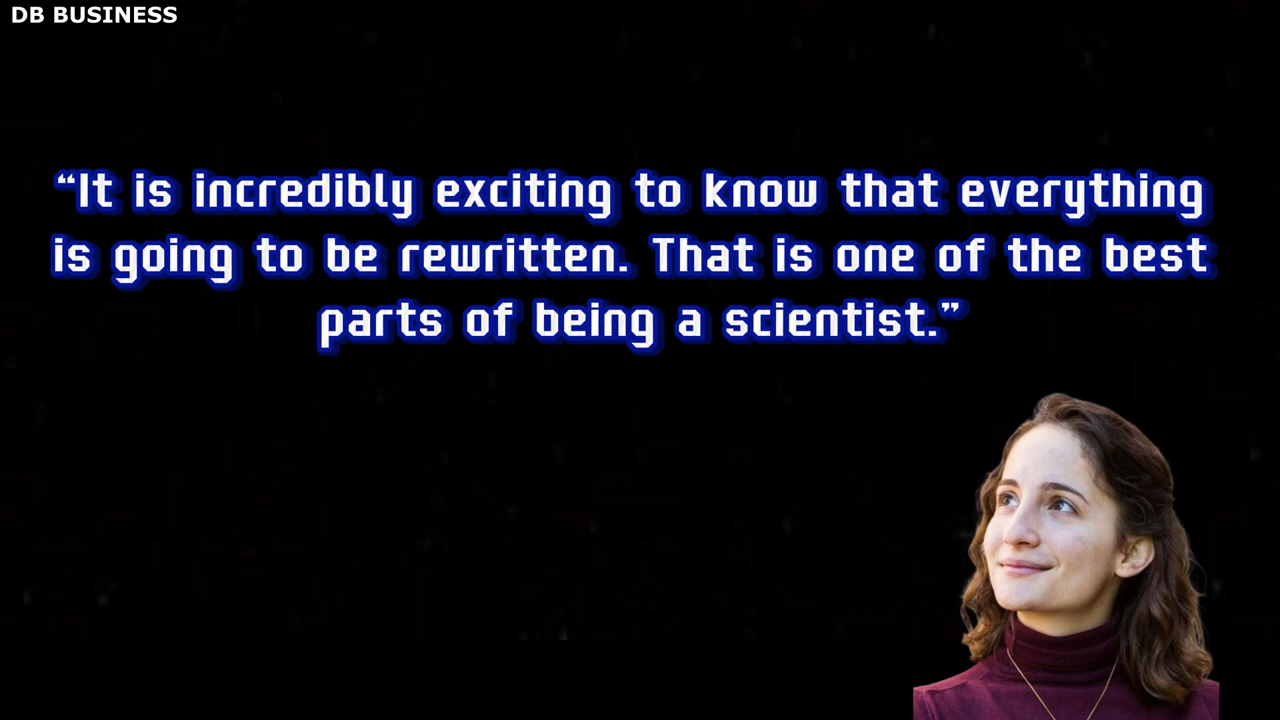 DB BUSINESS
“It is incredibly exciting to know that everything
is going to be rewritten. That is one of the best
parts of being a scientist.”